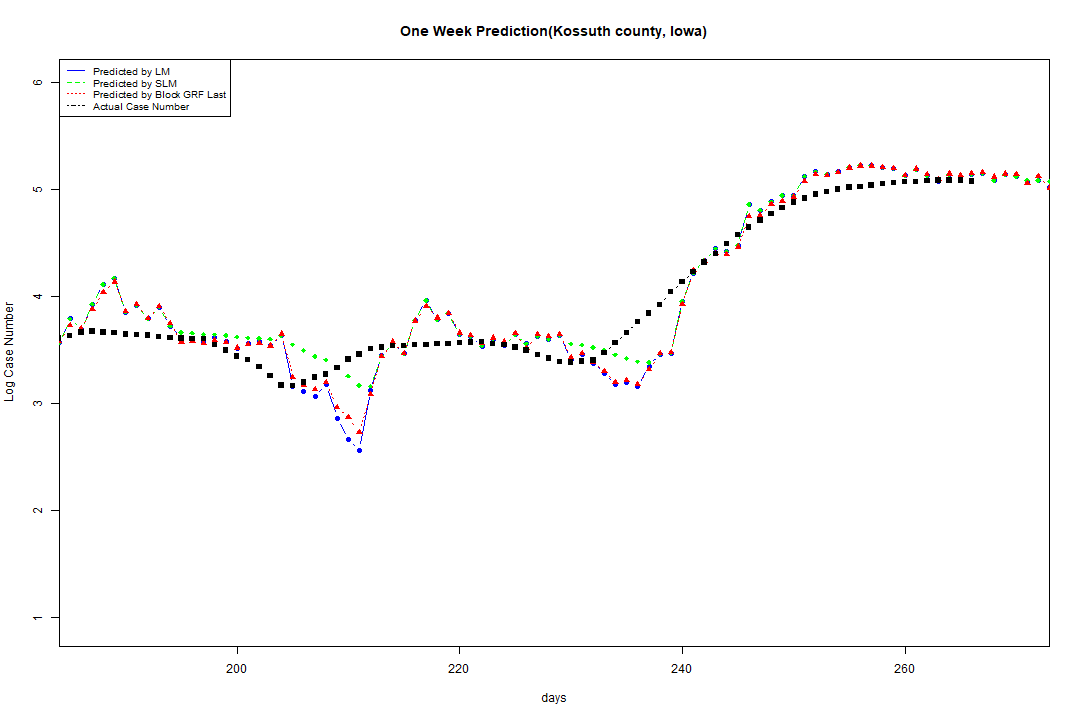 One Week Prediction(Kossuth county, Iowa)
Predicted by LM
Predicted by SLM
Predicted by Block GRF Last
Actual Case Number
6
5
4
3
2
1
Log Case Number
200 220 240 260
days